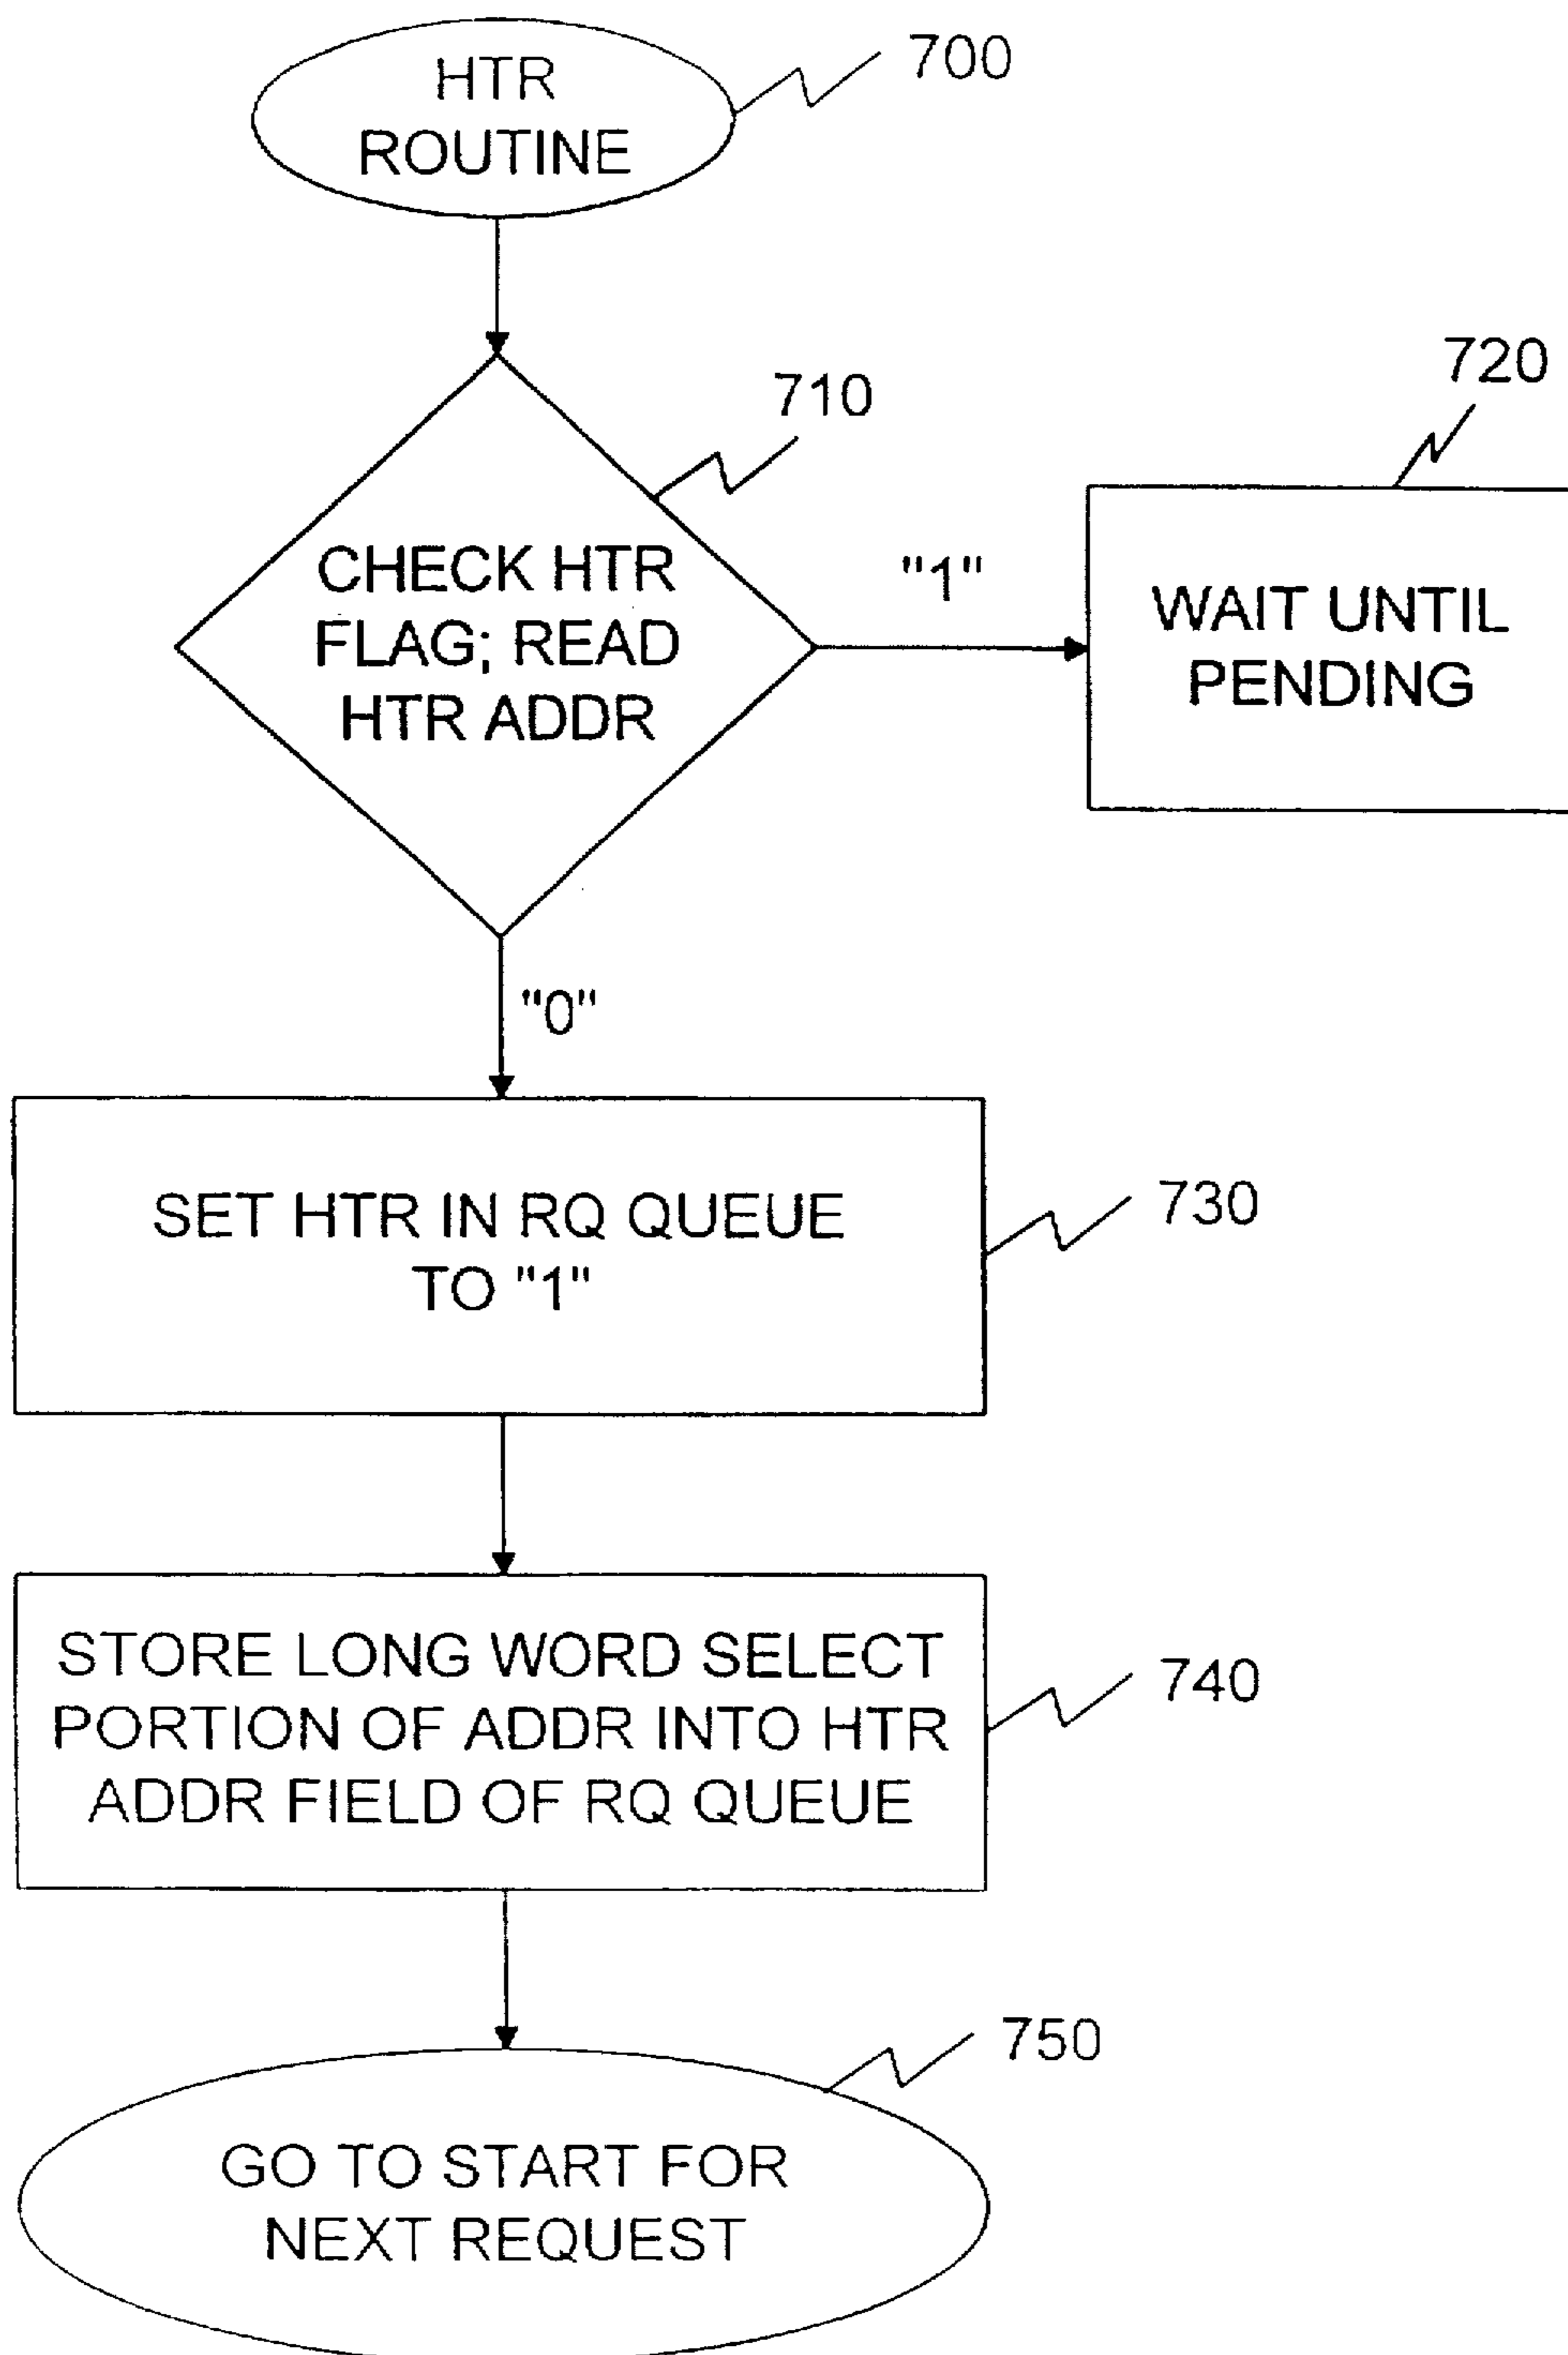 HTR
ROUTINE
700
710
CHECK HTR
FLAG; READ
HTR ADDR
"1"
720
WAIT UNTIL
PENDING
"0"
SET HTR IN RQ QUEUE
TO "1"
730
STORE LONG WORD SELECT
PORTION OF ADDR INTO HTR
ADDR FIELD OF RQ QUEUE
740
750
GO TO START FOR
NEXT REQUEST